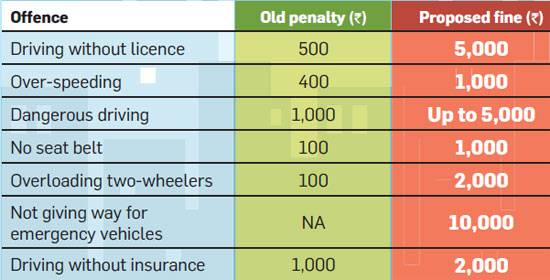 Offence Old penalty (₹) Proposed fine (₹)
Driving without licence 500 5,000
Over-speeding 400 1,000
Dangerous driving 1,000 Up to 5,000
No seat belt 100 1,000
Overloading two-wheelers 100 2,000
Not giving way for
emergency vehicles NA 10,000
Driving without insurance 1,000 2,000